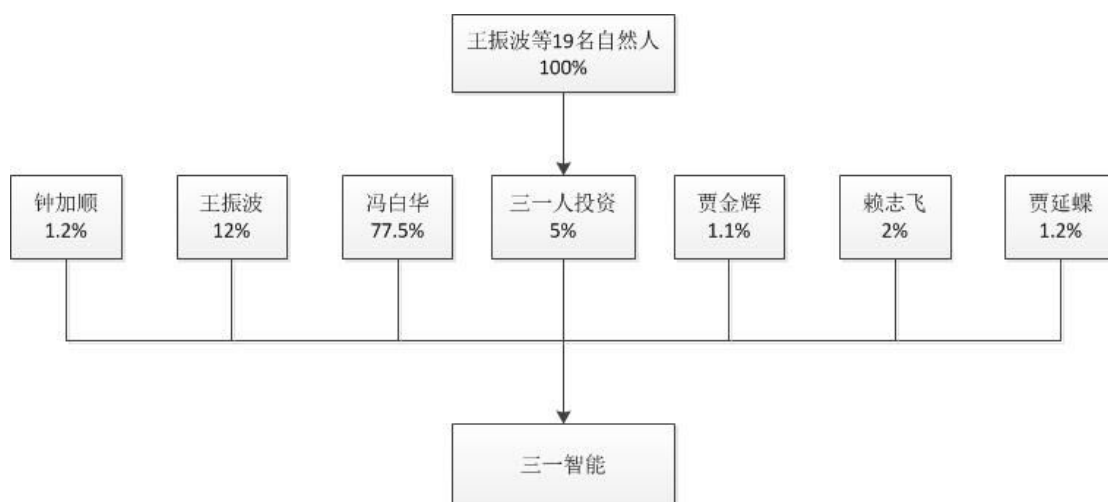 王振波等19名自然人
100%
钟加顺
1.2%
王振波
12%
冯白华
77.5%
三一人投资
5%
贾金辉
1.1%
赖志飞
2%
贾延蝶
1.2%
三一智能